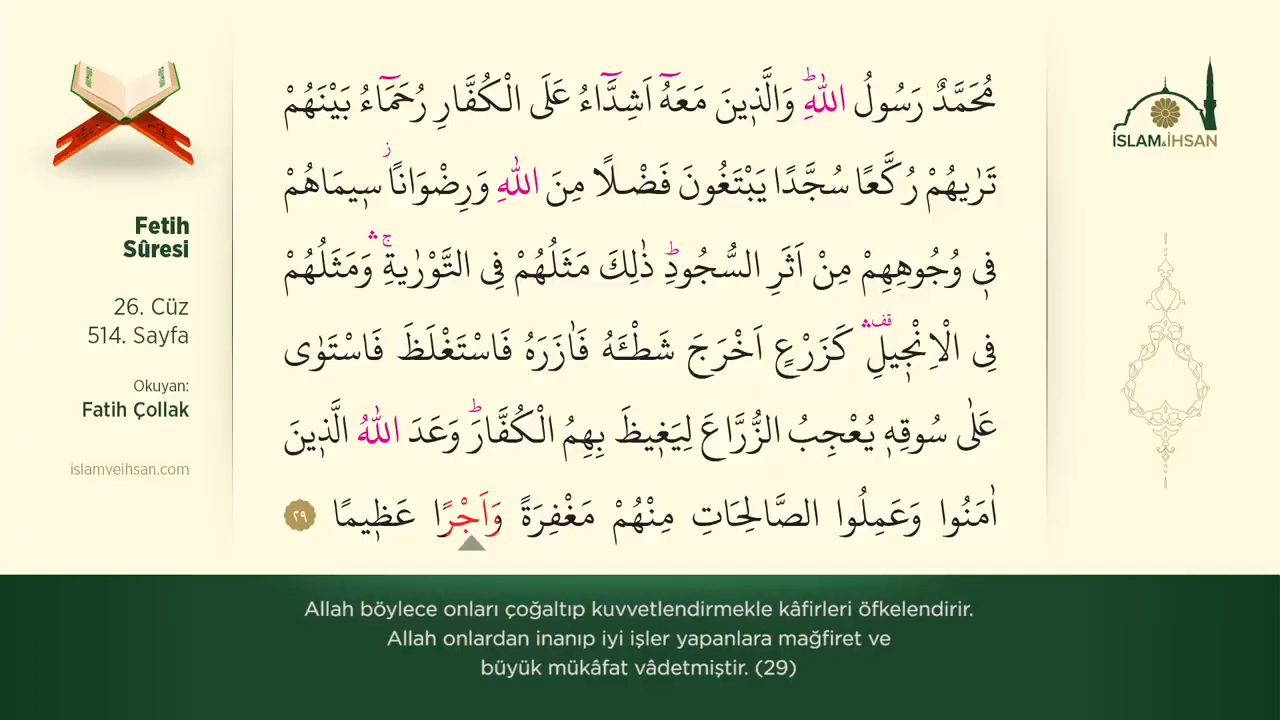 مُحَمَّدٌ رَسُولُ اللّٰهِۜ وَالَّذ۪ينَ مَعَهُٓ اَشِدَّٓاءُ عَلَى الْكُفَّارِ رُحَمَٓاءُ بَيْنَهُمْ
تَرٰيهُمْ رُكَّعًا سُجَّدًا يَبْتَغُونَ فَضْلًا مِنَ اللّٰهِ وَرِضْوَانًاۘ س۪يمَاهُمْ
ف۪ي وُجُوهِهِمْ مِنْ اَثَرِ السُّجُودِۜ ذٰلِكَ مَثَلُهُمْ فِي التَّوْرٰيةِۚۛ وَمَثَلُهُمْ
فِي الْاِنْج۪يلِ۠ۛ كَزَرْعٍ اَخْرَجَ شَطْـَٔهُ فَاٰزَرَهُ فَاسْتَغْلَظَ فَاسْتَوٰى
عَلٰى سُوقِه۪ يُعْجِبُ الزُّرَّاعَ لِيَغ۪يظَ بِهِمُ الْكُفَّارَۜ وَعَدَ اللّٰهُ الَّذ۪ينَ
اٰمَنُوا وَعَمِلُوا الصَّالِحَاتِ مِنْهُمْ مَغْفِرَةً وَاَجْرًا عَظ۪يمًا ٢٩
Fetih
Sûresi
26. Cüz
514. Sayfa
Okuyan:
Fatih Çollak
islamveihsan.com
İSLAM&İHSAN
Allah böylece onları çoğaltıp kuvvetlendirmekle kâfirleri öfkelendirir.
Allah onlardan inanıp iyi işler yapanlara mağfiret ve
büyük mükâfat vâdetmiştir. (29)